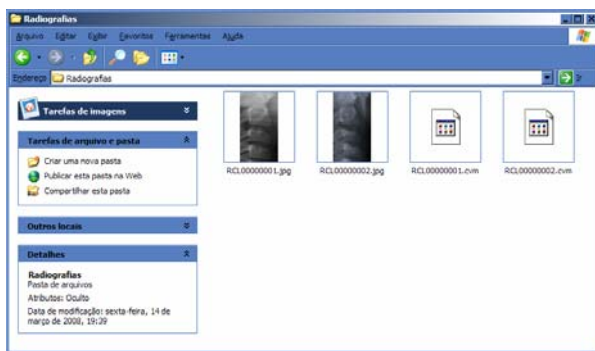 Radiografias
Arquivo Editar Exibir Favoritos Ferramentas Ajuda
Endereço Radiografias
Tarefas de imagens
Tarefas de arquivo e pasta
Criar uma nova pasta
Publicar esta pasta na Web
Compartilhar esta pasta
Outros locais
Detalhes
Radiografias
Pasta de arquivos
Atributos: Oculto
Data de modificação: sexta-feira, 14 de
março de 2008, 19:39
RCL00000001.jpg
RCL00000002.jpg
RCL00000001.cvm
RCL00000002.cvm